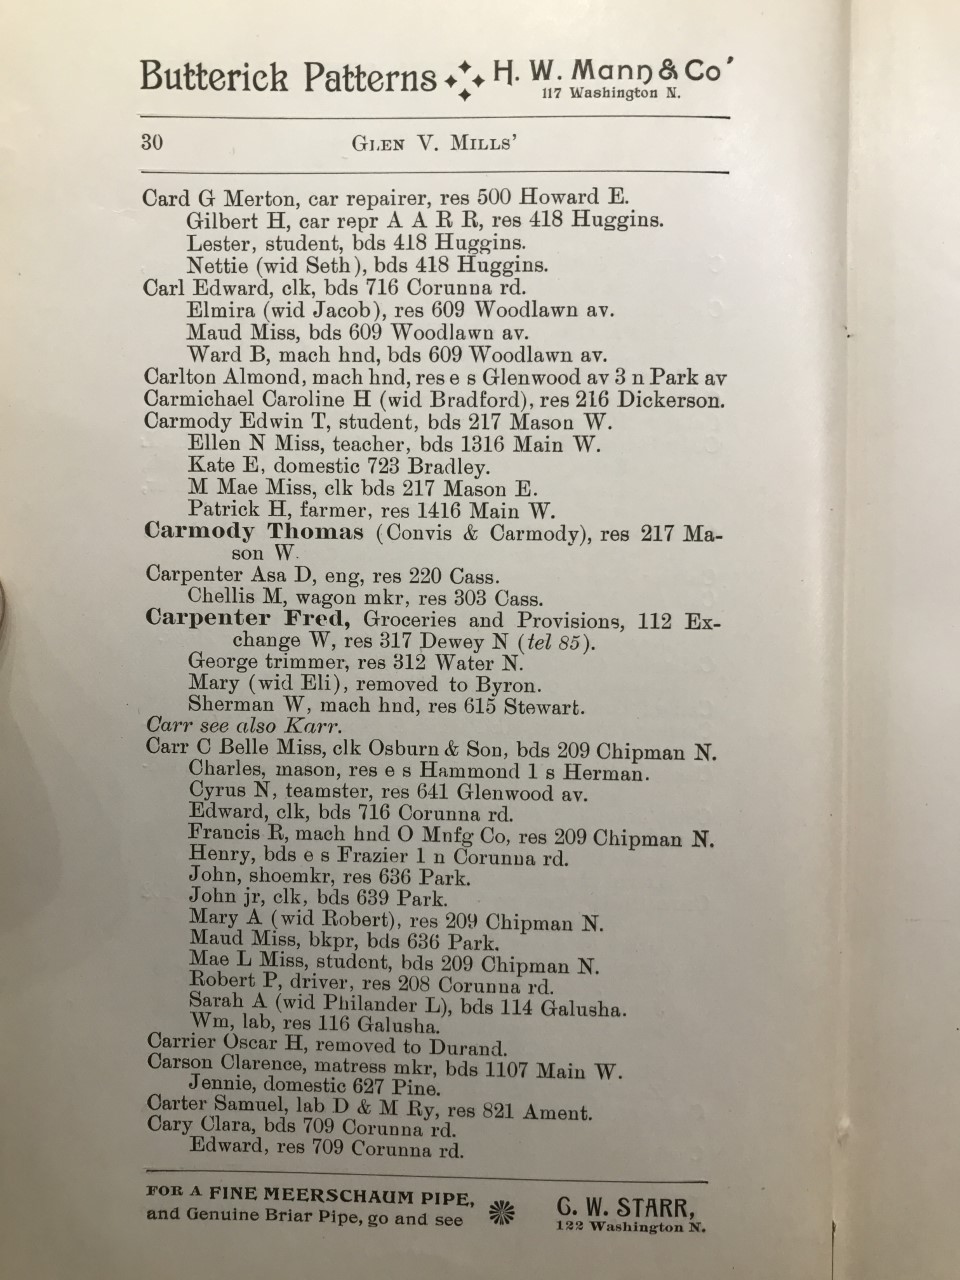 Butterick Patterns H. W. Mann & Co'
117 Washington N.
30 GLEN V. MILLS'
Card G Merton, car repairer, res 500 Howard E.
Gilbert H, car repr A A R R, res 418 Huggins.
Lester, student, bds 418 Huggins.
Nettie (wid Seth), bds 418 Huggins.
Carl Edward, clk, bds 716 Corunna rd.
Elmira (wid Jacob), res 609 Woodlawn av.
Maud Miss, bds 609 Woodlawn av.
Ward B, mach hnd, bds 609 Woodlawn av.
Carlton Almond, mach hnd, res e s Glenwood av 3 n Park av
Carmichael Caroline H (wid Bradford), res 216 Dickerson.
Carmody Edwin T, student, bds 217 Mason W.
Ellen N Miss, teacher, bds 1316 Main W.
Kate E, domestic 723 Bradley.
M Mae Miss, clk bds 217 Mason E.
Patrick H, farmer, res 1416 Main W.
Carmody Thomas (Convis & Carmody), res 217 Ma-
son W.
Carpenter Asa D, eng, res 220 Cass.
Chellis M, wagon mkr, res 303 Cass.
Carpenter Fred, Groceries and Provisions, 112 Ex-
change W, res 317 Dewey N (tel 85).
George trimmer, res 312 Water N.
Mary (wid Eli), removed to Byron.
Sherman W, mach hnd, res 615 Stewart.
Carr see also Karr.
Carr C Belle Miss, clk Osburn & Son, bds 209 Chipman N.
Charles, mason, res e s Hammond 1 s Herman.
Cyrus N, teamster, res 641 Glenwood av.
Edward, clk, bds 716 Corunna rd.
Francis R, mach hnd O Mnfg Co, res 209 Chipman N.
Henry, bds e s Frazier 1 n Corunna rd.
John, shoemkr, res 636 Park.
John jr, clk, bds 639 Park.
Mary A (wid Robert), res 209 Chipman N.
Maud Miss, bkpr, bds 636 Park.
Mae L Miss, student, bds 209 Chipman N.
Robert P, driver, res 208 Corunna rd.
Sarah A (wid Philander L), bds 114 Galusha.
Wm, lab, res 116 Galusha.
Carrier Oscar H, removed to Durand.
Carson Clarence, matress mkr, bds 1107 Main W.
Jennie, domestic 627 Pine.
Carter Samuel, lab D & M Ry, res 821 Ament.
Cary Clara, bds 709 Corunna rd.
Edward, res 709 Corunna rd.
FOR A FINE MEERSCHAUM PIPE,
and Genuine Briar Pipe, go and see
C. W. STARR,
122 Washington N.